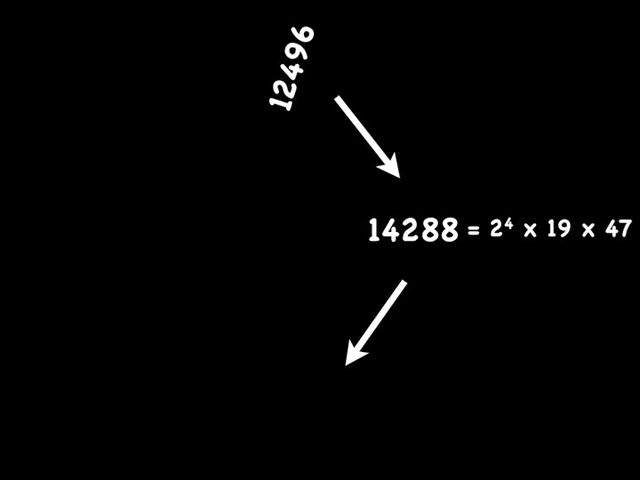 12496
14288 = 2⁴ x 19 x 47